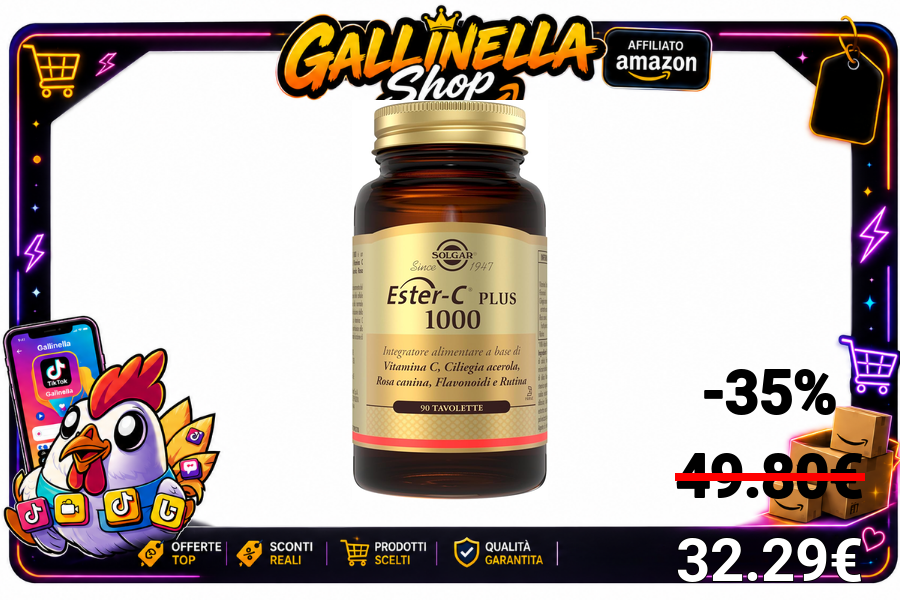 GALLINELLA
Shop
AFFILIATO
amazon
SOLGAR
Since 1947
Ester-C® PLUS
1000
Integratore alimentare a base di
Vitamina C, Ciliegia acerola,
Rosa canina, Flavonoidi e Rutina
90 TAVOLETTE
Gallinella
TikTok
Gallinella
-35%
49.80€
32.29€
OFFERTE
TOP
SCONTI
REALI
PRODOTTI
SCELTI
QUALITÀ
GARANTITA